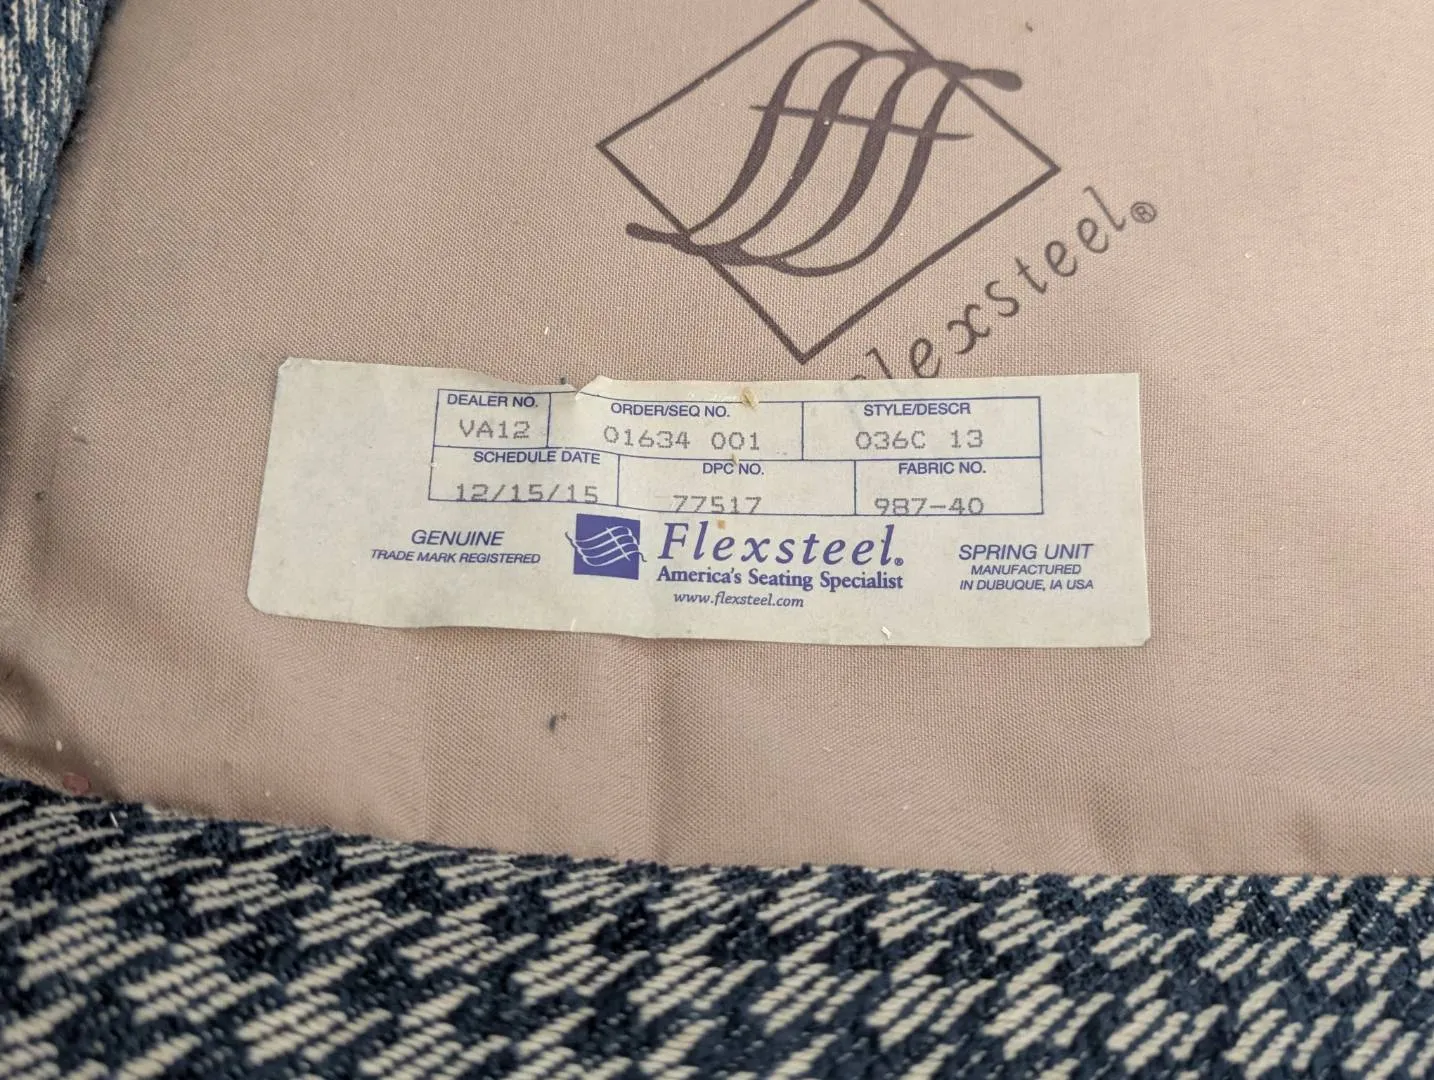 flexsteel®
DEALER NO. ORDER/SEQ NO. STYLE/DESCR
VA12 01634 001 036C 13
SCHEDULE DATE DPC NO. FABRIC NO.
12/15/15 77517 987-40
GENUINE
TRADE MARK REGISTERED
Flexsteel®
America's Seating Specialist
www.flexsteel.com
SPRING UNIT
MANUFACTURED
IN DUBUQUE, IA USA